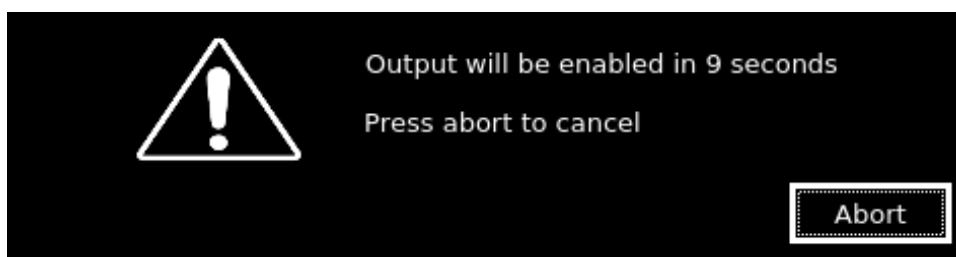 Output will be enabled in 9 seconds
Press abort to cancel
Abort